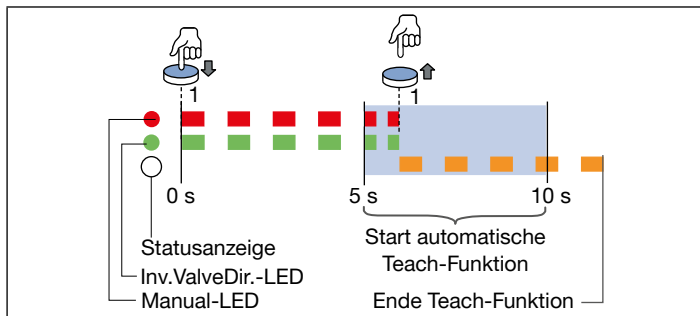 1
1
0 s
5 s
10 s
Statusanzeige
Inv.ValveDir.-LED
Manual-LED
Start automatische
Teach-Funktion
Ende Teach-Funktion